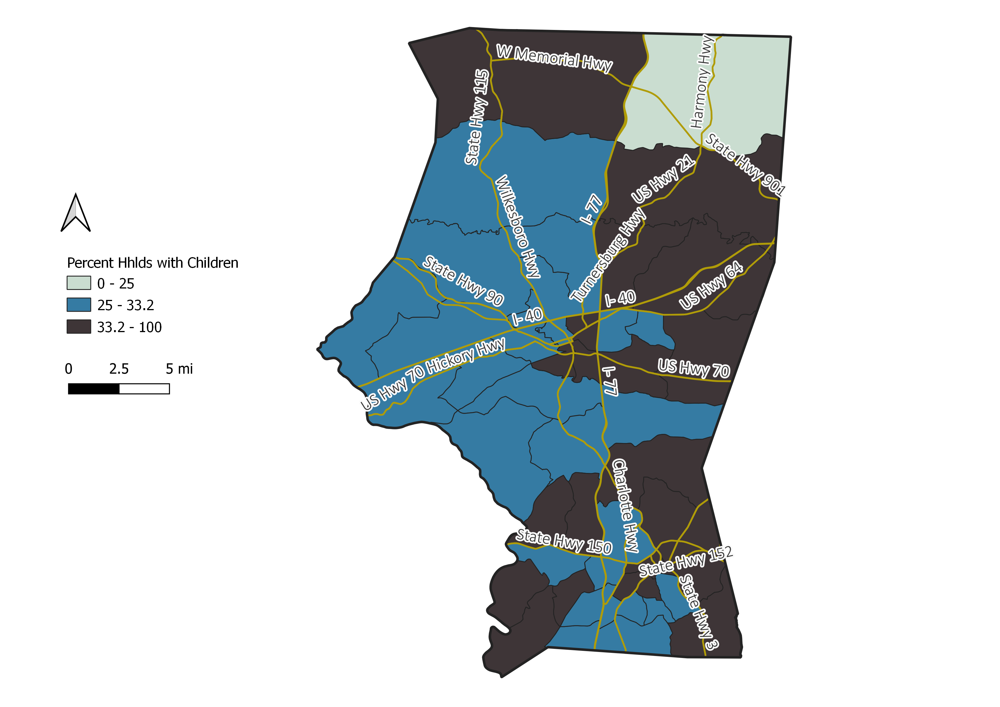 W Memorial Hwy
Harmony Hwy
State Hwy 115
State Hwy 901
US Hwy 21
Wilkesboro Hwy
I- 77
Turnersburg Hwy
State Hwy 90
US Hwy 64
I- 40
I- 40
Percent Hhlds with Children
0 - 25
25 - 33.2
33.2 - 100
0 2.5 5 mi
US Hwy 70 Hickory Hwy
US Hwy 70
I- 77
Charlotte Hwy
State Hwy 150
State Hwy 152
State Hwy 3